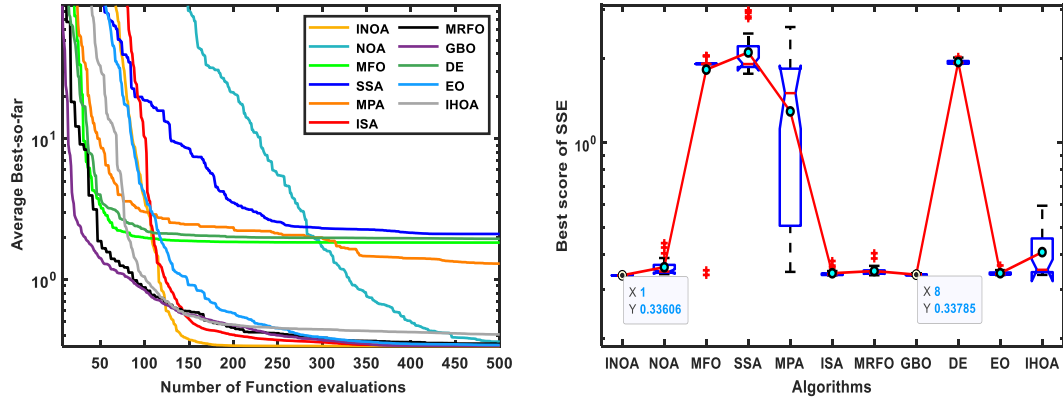 Average Best-so-far
10^1
10^0
INOA
NOA
MFO
SSA
MPA
ISA
MRFO
GBO
DE
EO
IHOA
50 100 150 200 250 300 350 400 450 500
Number of Function evaluations
Best score of SSE
10^0
X 1
Y 0.33606
X 8
Y 0.33785
INOA NOA MFO SSA MPA ISA MRFO GBO DE EO IHOA
Algorithms